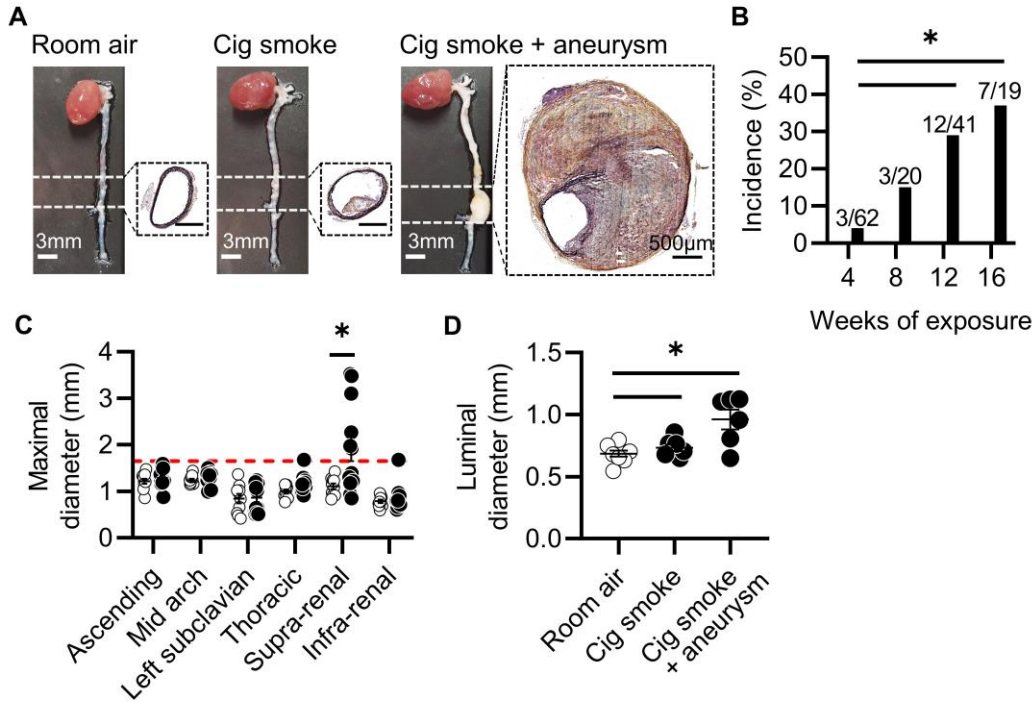 A
Room air
Cig smoke
Cig smoke + aneurysm
3mm
3mm
3mm
500µm
B
*
Incidence (%)
50
40
30
20
10
0
3/62
3/20
12/41
7/19
4
8
12
16
Weeks of exposure
C
*
Maximal
diameter (mm)
4
3
2
1
0
Ascending
Mid arch
Left subclavian
Thoracic
Supra-renal
Infra-renal
D
*
Luminal
diameter (mm)
1.5
1.0
0.5
0.0
Room air
Cig smoke
Cig smoke
+ aneurysm